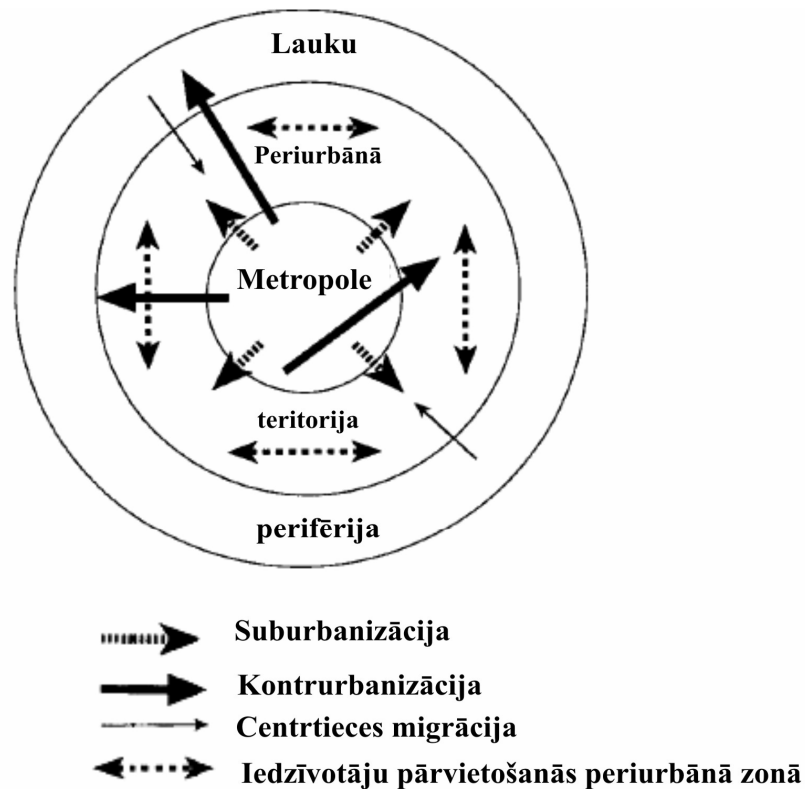 Lauku
Periurbānā
Metropole
teritorija
perifērija
Suburbanizācija
Kontrurbanizācija
Centrtieces migrācija
Iedzīvotāju pārvietošanās periurbānā zonā